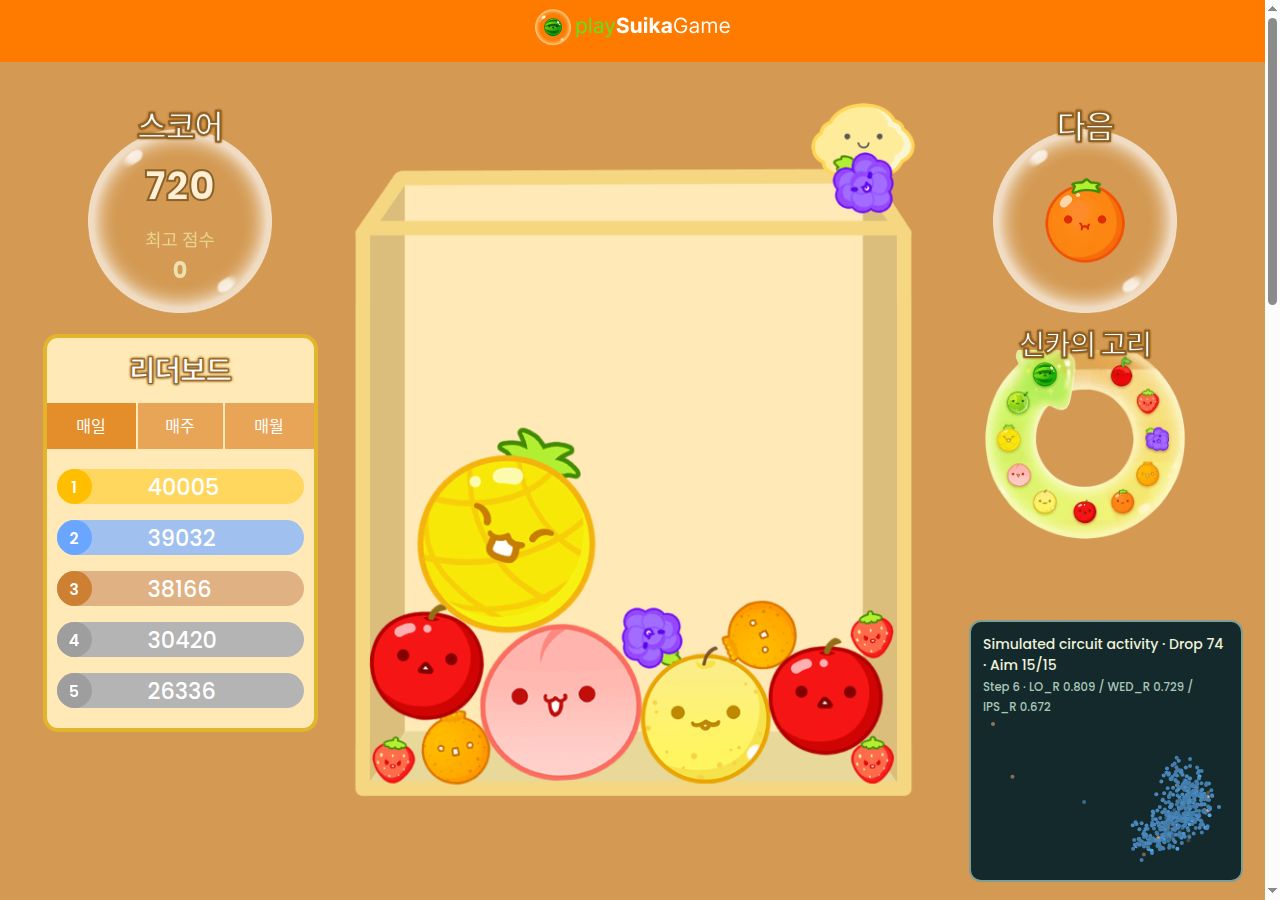 playSuikaGame
스코어
720
최고 점수
0
다음
리더보드
매일 매주 매월
1 40005
2 39032
3 38166
4 30420
5 26336
신카의 고리
Simulated circuit activity · Drop 74
· Aim 15/15
Step 6 · LO_R 0.809 / WED_R 0.729 /
IPS_R 0.672